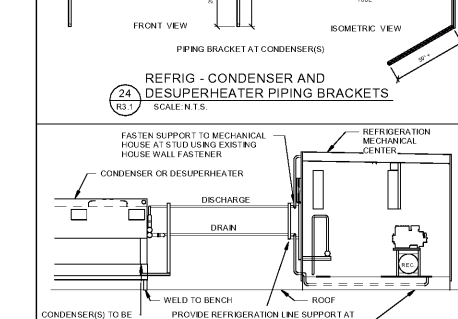 FRONT VIEW
ISOMETRIC VIEW
PIPING BRACKET AT CONDENSER(S)
24
R3.1
REFRIG - CONDENSER AND
DESUPERHEATER PIPING BRACKETS
SCALE: N.T.S.
FASTEN SUPPORT TO MECHANICAL
HOUSE AT STUD USING EXISTING
HOUSE WALL FASTENER
REFRIGERATION
MECHANICAL
CENTER
CONDENSER OR DESUPERHEATER
DISCHARGE
DRAIN
REC.
WELD TO BENCH
ROOF
CONDENSER(S) TO BE
PROVIDE REFRIGERATION LINE SUPPORT AT